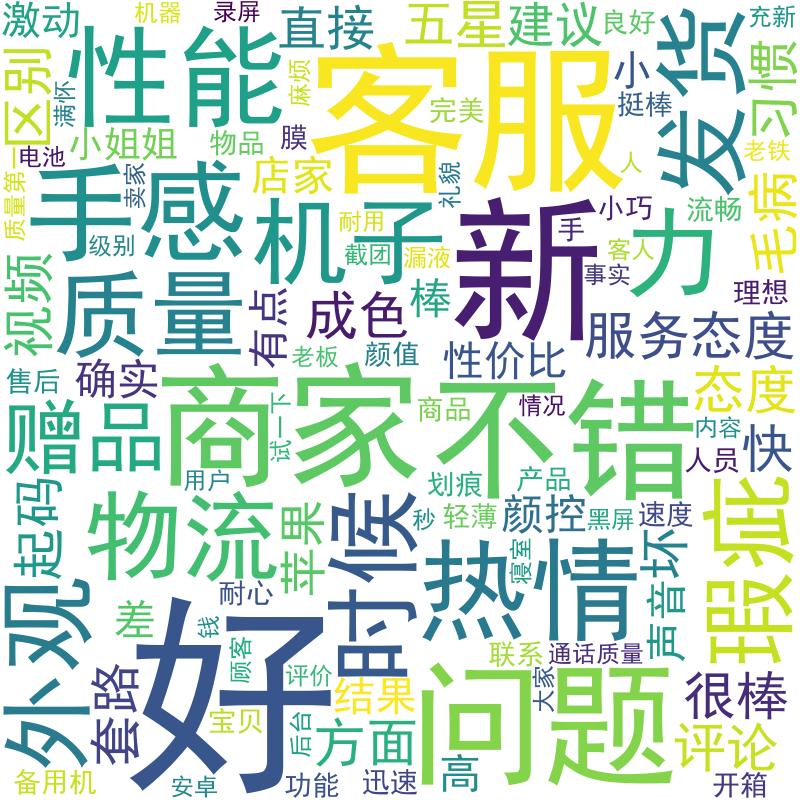 激动
机器
录屏
直接
五星
建议
良好
充新
性能
客服
发货
习惯
区别
满怀
麻烦
小
挺棒
完美
小姐姐
物品
膜
电池
质量第一
店家
卖家
礼貌
人
老铁
毛病
手感
机子
耐用
新
手
小巧
流畅
力
级别
截团
漏液
客人
事实
理想
视频
质量
有点
成色
棒
服务态度
老板
颜值
性价比
售后
确实
商家
不错
态度
试一下
商品
情况
内容
赠品
人员
快
用户
划痕
产品
起码
物流
苹果
时候
秒
轻薄
颜控
黑屏
速度
瑕疵
外观
热情
寝室
声音
坏
耐心
差
好
钱
顾客
联系
通话质量
大家
套路
评价
结果
问题
很棒
宝贝
后台
方面
评论
备用机
安卓
功能
迅速
高
开箱